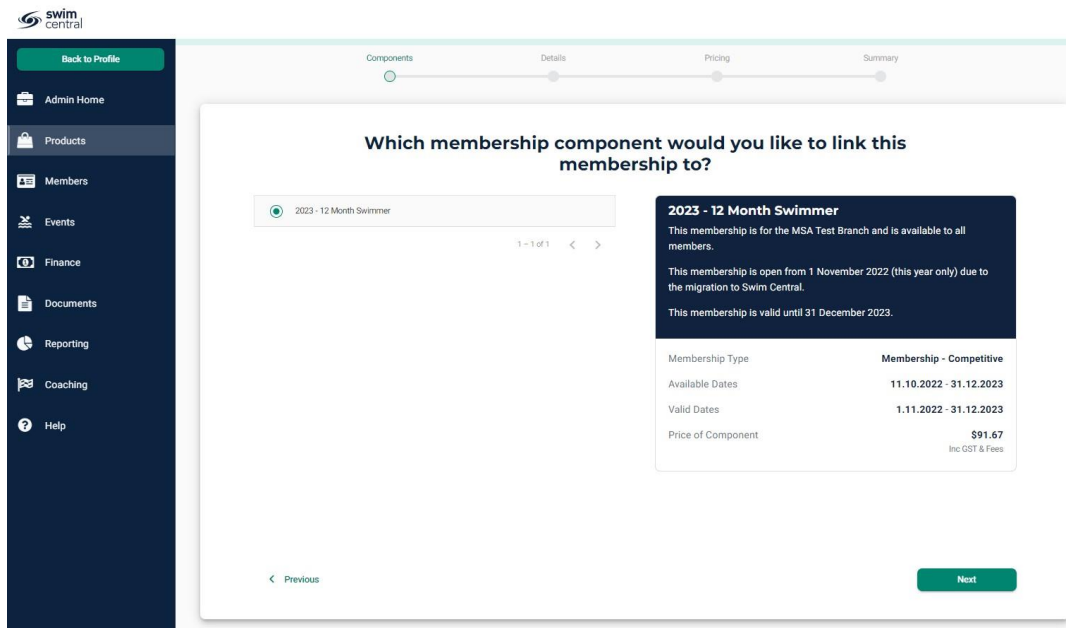 swim
central
Back to Profile
Admin Home
Products
Members
Events
Finance
Documents
Reporting
Coaching
Help
Components
Details
Pricing
Summary
Which membership component would you like to link this
membership to?
2023 - 12 Month Swimmer
1 – 1 of 1
2023 - 12 Month Swimmer
This membership is for the MSA Test Branch and is available to all
members.
This membership is open from 1 November 2022 (this year only) due to
the migration to Swim Central.
This membership is valid until 31 December 2023.
Membership Type Membership - Competitive
Available Dates 11.10.2022 - 31.12.2023
Valid Dates 1.11.2022 - 31.12.2023
Price of Component $91.67
Inc GST & Fees
Previous
Next